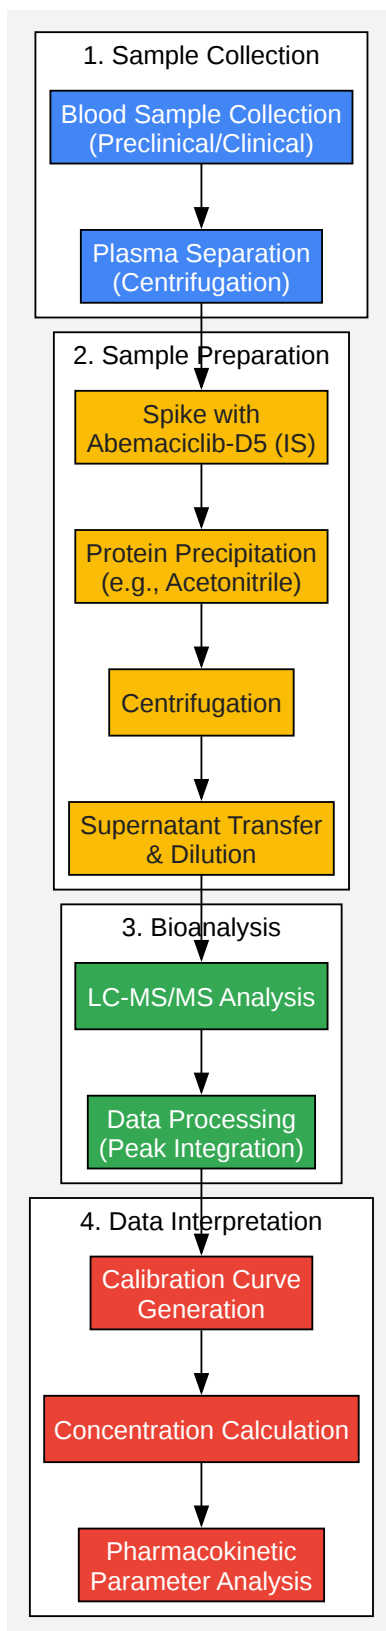 1. Sample Collection
Blood Sample Collection
(Preclinical/Clinical)
Plasma Separation
(Centrifugation)
2. Sample Preparation
Spike with
Abemaciclib-D5 (IS)
Protein Precipitation
(e.g., Acetonitrile)
Centrifugation
Supernatant Transfer
& Dilution
3. Bioanalysis
LC-MS/MS Analysis
Data Processing
(Peak Integration)
4. Data Interpretation
Calibration Curve
Generation
Concentration Calculation
Pharmacokinetic
Parameter Analysis